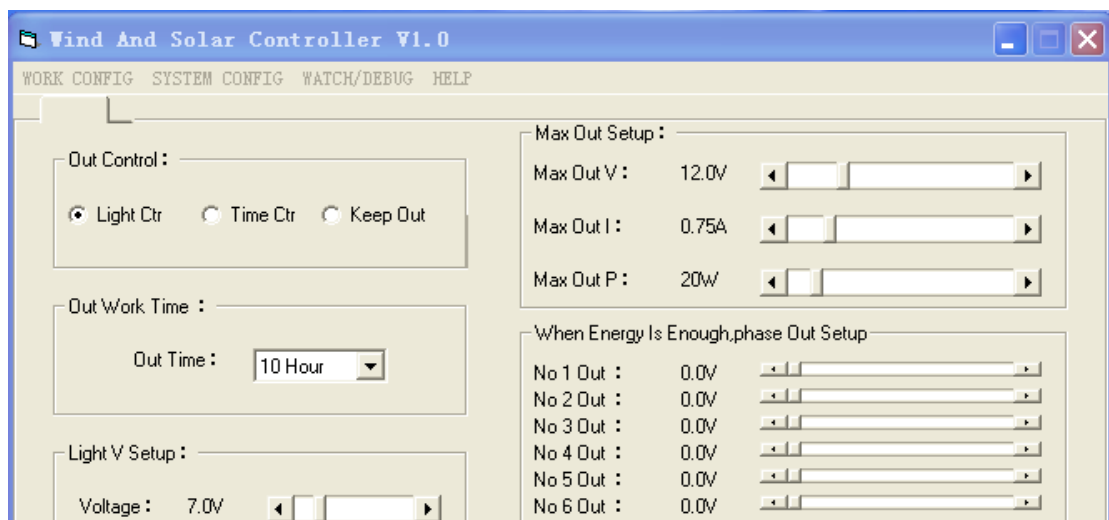 Wind And Solar Controller V1.0
WORK CONFIG SYSTEM CONFIG WATCH/DEBUG HELP
Out Control：
Light Ctr Time Ctr Keep Out
Out Work Time ：
Out Time： 10 Hour
Light V Setup：
Voltage： 7.0V
Max Out Setup：
Max Out V： 12.0V
Max Out I： 0.75A
Max Out P： 20W
When Energy Is Enough,phase Out Setup
No 1 Out ： 0.0V
No 2 Out ： 0.0V
No 3 Out ： 0.0V
No 4 Out ： 0.0V
No 5 Out ： 0.0V
No 6 Out ： 0.0V